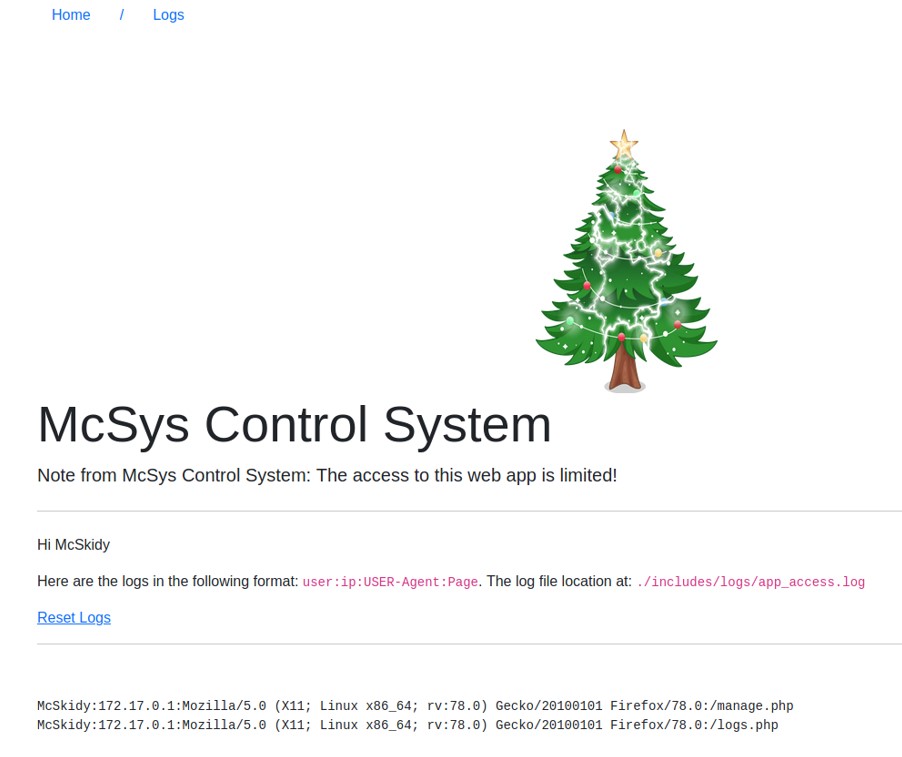 Home / Logs
McSys Control System
Note from McSys Control System: The access to this web app is limited!
Hi McSkidy
Here are the logs in the following format: user:ip:USER-Agent:Page. The log file location at: ./includes/logs/app_access.log
Reset Logs
McSkidy:172.17.0.1:Mozilla/5.0 (X11; Linux x86_64; rv:78.0) Gecko/20100101 Firefox/78.0:/manage.php
McSkidy:172.17.0.1:Mozilla/5.0 (X11; Linux x86_64; rv:78.0) Gecko/20100101 Firefox/78.0:/logs.php